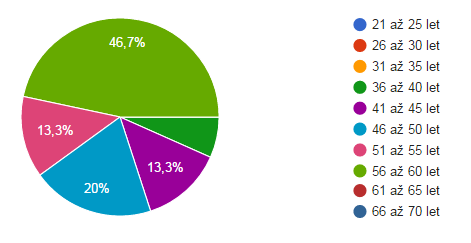 46,7%
13,3%
20%
13,3%
21 až 25 let
26 až 30 let
31 až 35 let
36 až 40 let
41 až 45 let
46 až 50 let
51 až 55 let
56 až 60 let
61 až 65 let
66 až 70 let